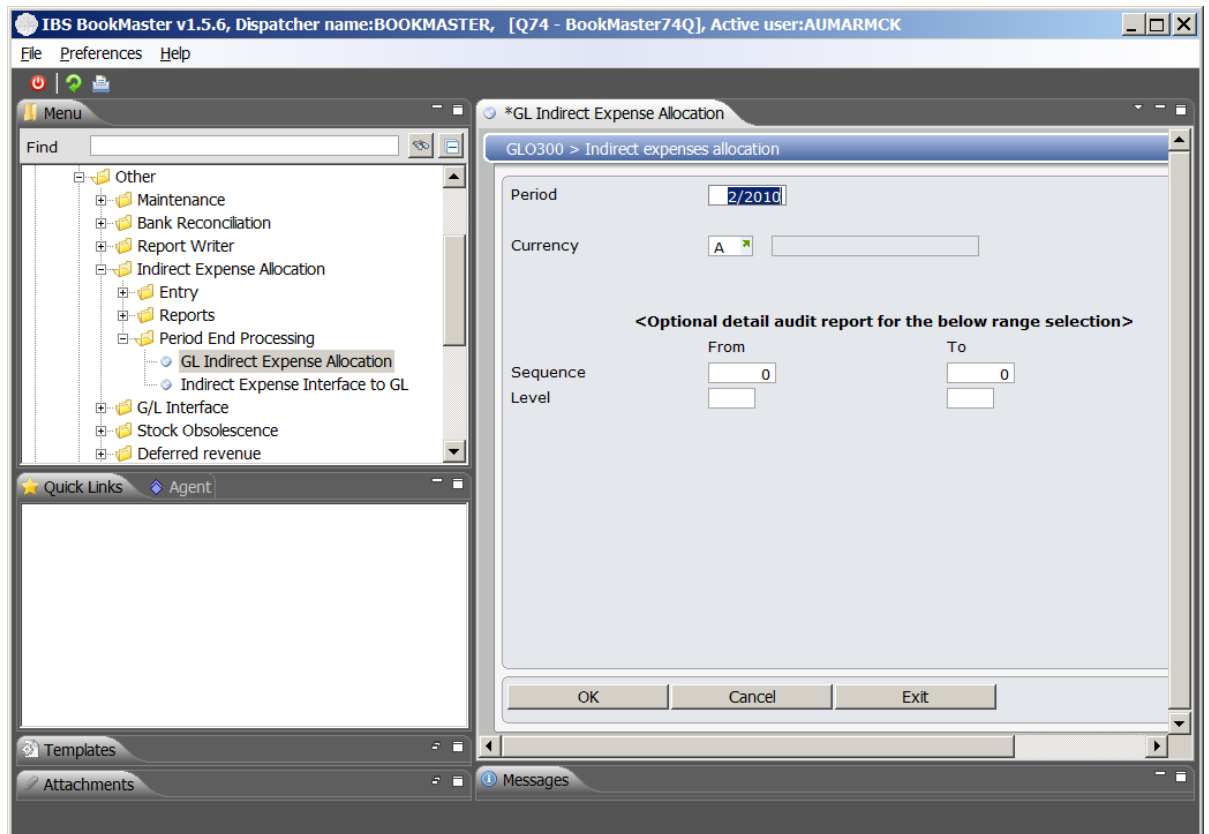 IBS BookMaster v1.5.6, Dispatcher name:BOOKMASTER, [Q74 - BookMaster74Q], Active user:AUMARMCK
File Preferences Help
Menu
Find
Other
Maintenance
Bank Reconciliation
Report Writer
Indirect Expense Allocation
Entry
Reports
Period End Processing
GL Indirect Expense Allocation
Indirect Expense Interface to GL
G/L Interface
Stock Obsolescence
Deferred revenue
Quick Links Agent
Templates
Attachments
*GL Indirect Expense Allocation
GLO300 > Indirect expenses allocation
Period 2/2010
Currency A
<Optional detail audit report for the below range selection>
From To
Sequence 0 0
Level
OK Cancel Exit
Messages